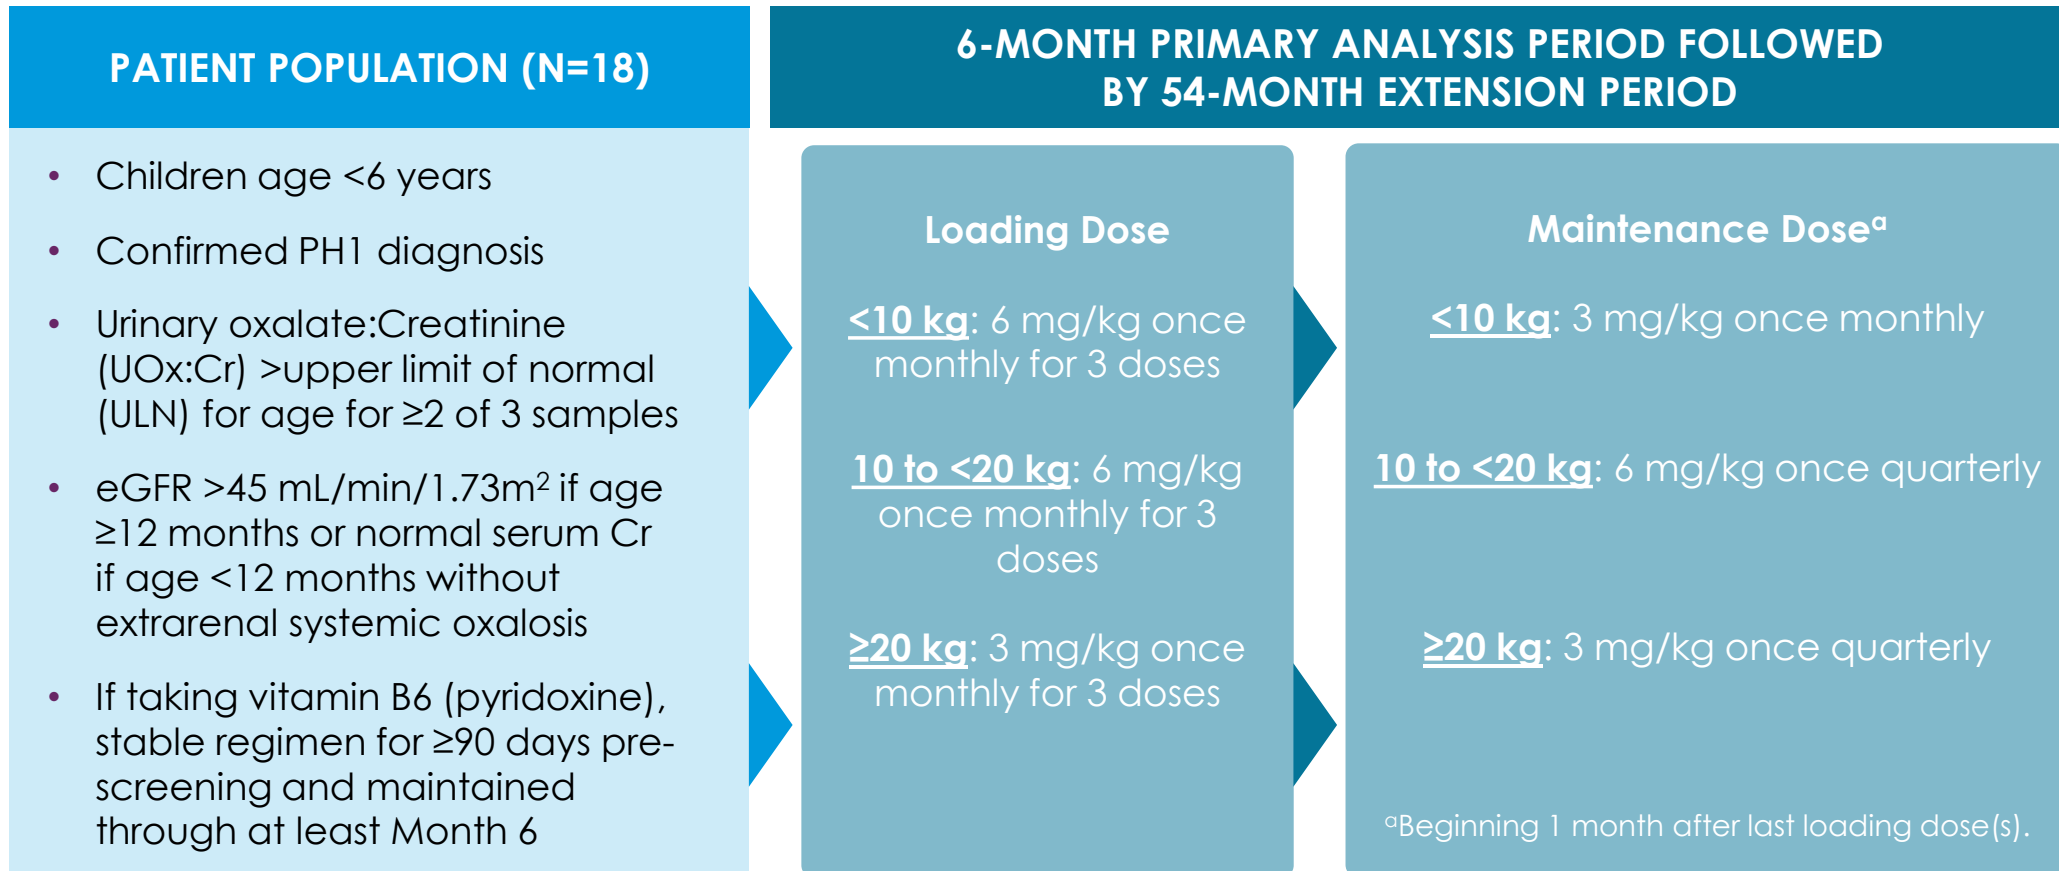 PATIENT POPULATION (N=18)
• Children age <6 years
• Confirmed PH1 diagnosis
• Urinary oxalate:Creatinine
(UOx:Cr) >upper limit of normal
(ULN) for age for ≥2 of 3 samples
• eGFR >45 mL/min/1.73m² if age
≥12 months or normal serum Cr
if age <12 months without
extrarenal systemic oxalosis
• If taking vitamin B6 (pyridoxine),
stable regimen for ≥90 days pre-
screening and maintained
through at least Month 6
6-MONTH PRIMARY ANALYSIS PERIOD FOLLOWED
BY 54-MONTH EXTENSION PERIOD
Loading Dose
<10 kg: 6 mg/kg once
monthly for 3 doses
10 to <20 kg: 6 mg/kg
once monthly for 3
doses
≥20 kg: 3 mg/kg once
monthly for 3 doses
Maintenance Doseᵃ
<10 kg: 3 mg/kg once monthly
10 to <20 kg: 6 mg/kg once quarterly
≥20 kg: 3 mg/kg once quarterly
ᵃBeginning 1 month after last loading dose(s).